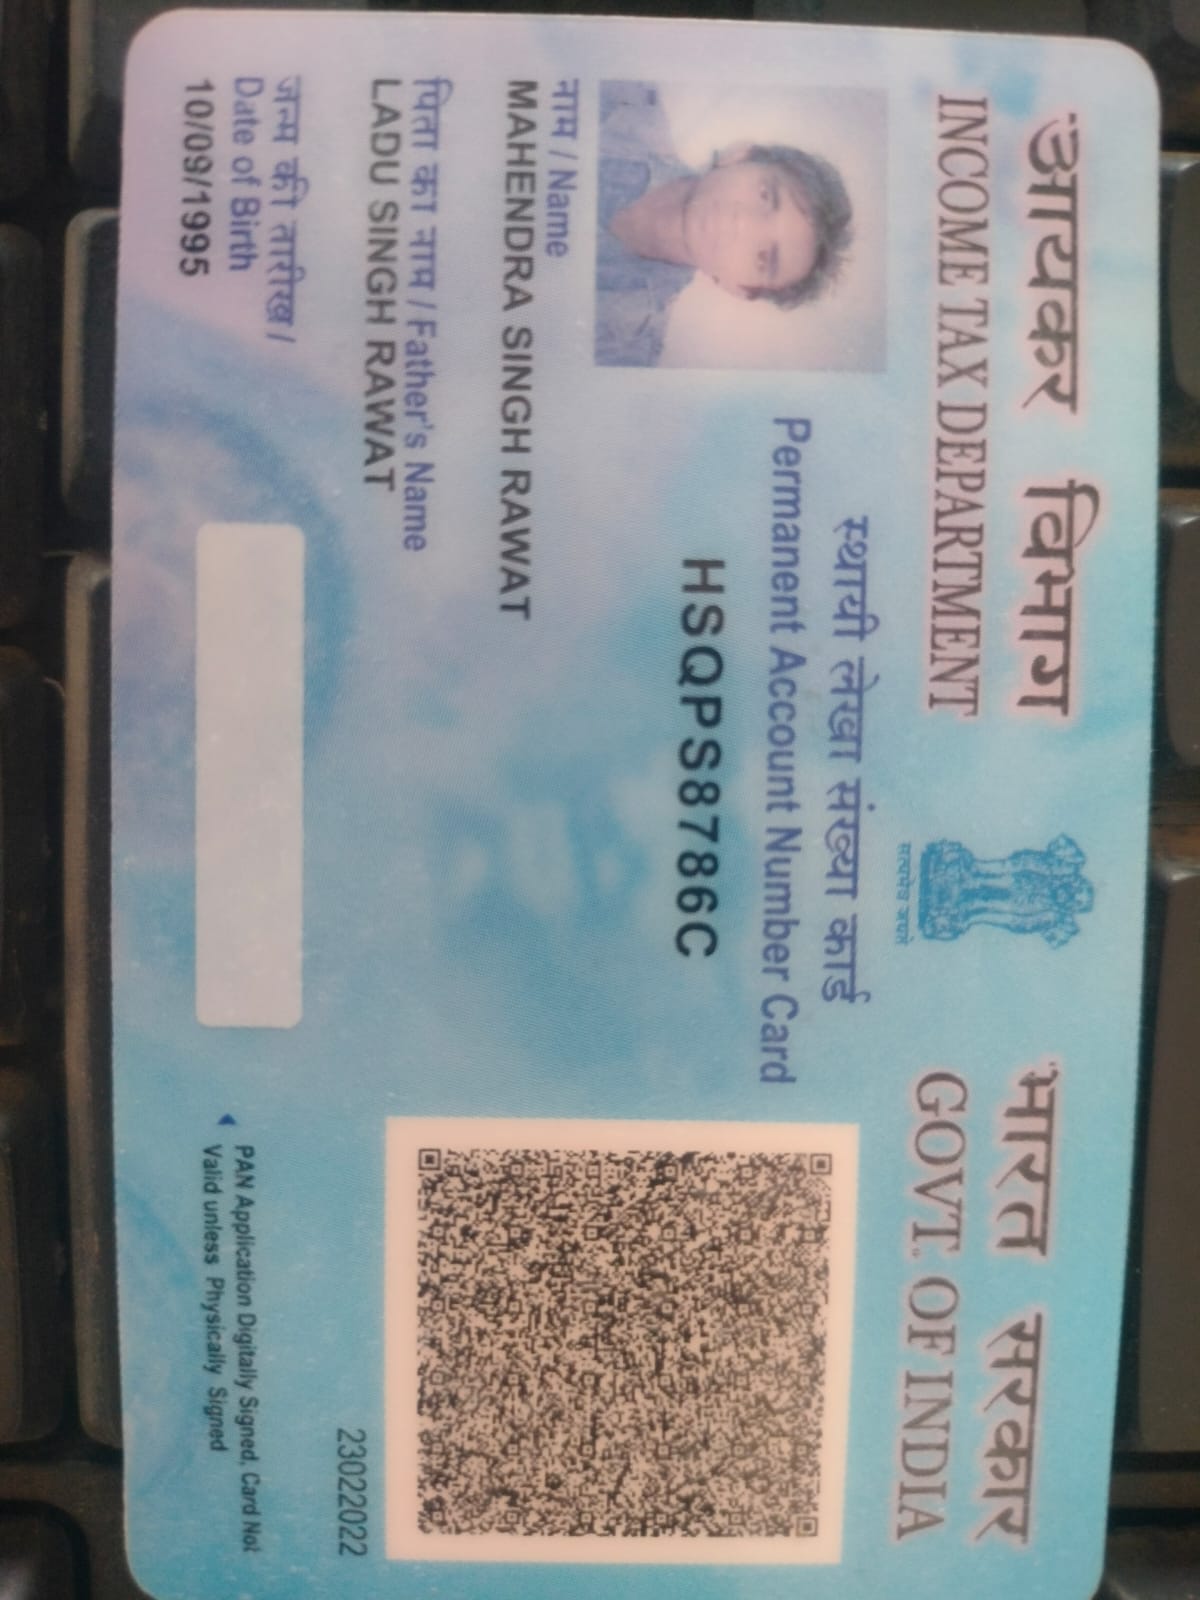 आयकर विभाग
INCOME TAX DEPARTMENT
सत्यमेव जयते
भारत सरकार
GOVT. OF INDIA
स्थायी लेखा संख्या कार्ड
Permanent Account Number Card
HSQPS8786C
नाम / Name
MAHENDRA SINGH RAWAT
पिता का नाम / Father's Name
LADU SINGH RAWAT
जन्म की तारीख /
Date of Birth
10/09/1995
23022022
PAN Application Digitally Signed, Card Not
Valid unless Physically Signed